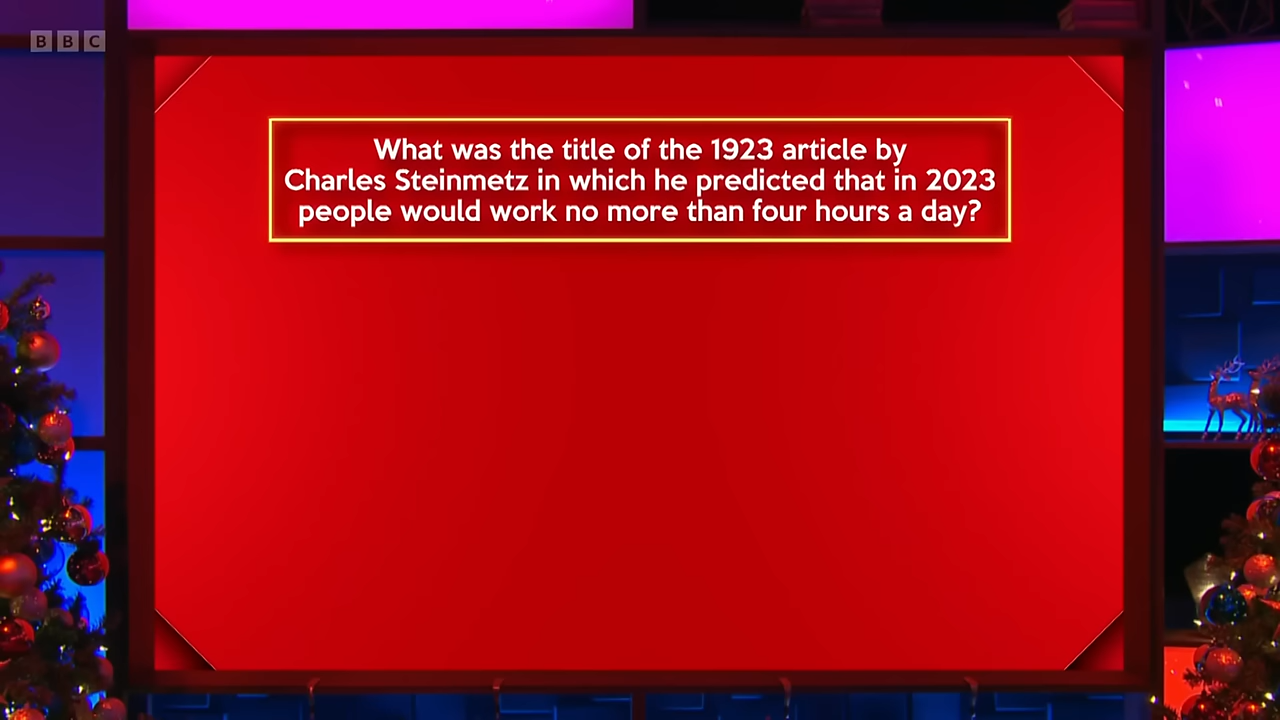 BBC
What was the title of the 1923 article by
Charles Steinmetz in which he predicted that in 2023
people would work no more than four hours a day?